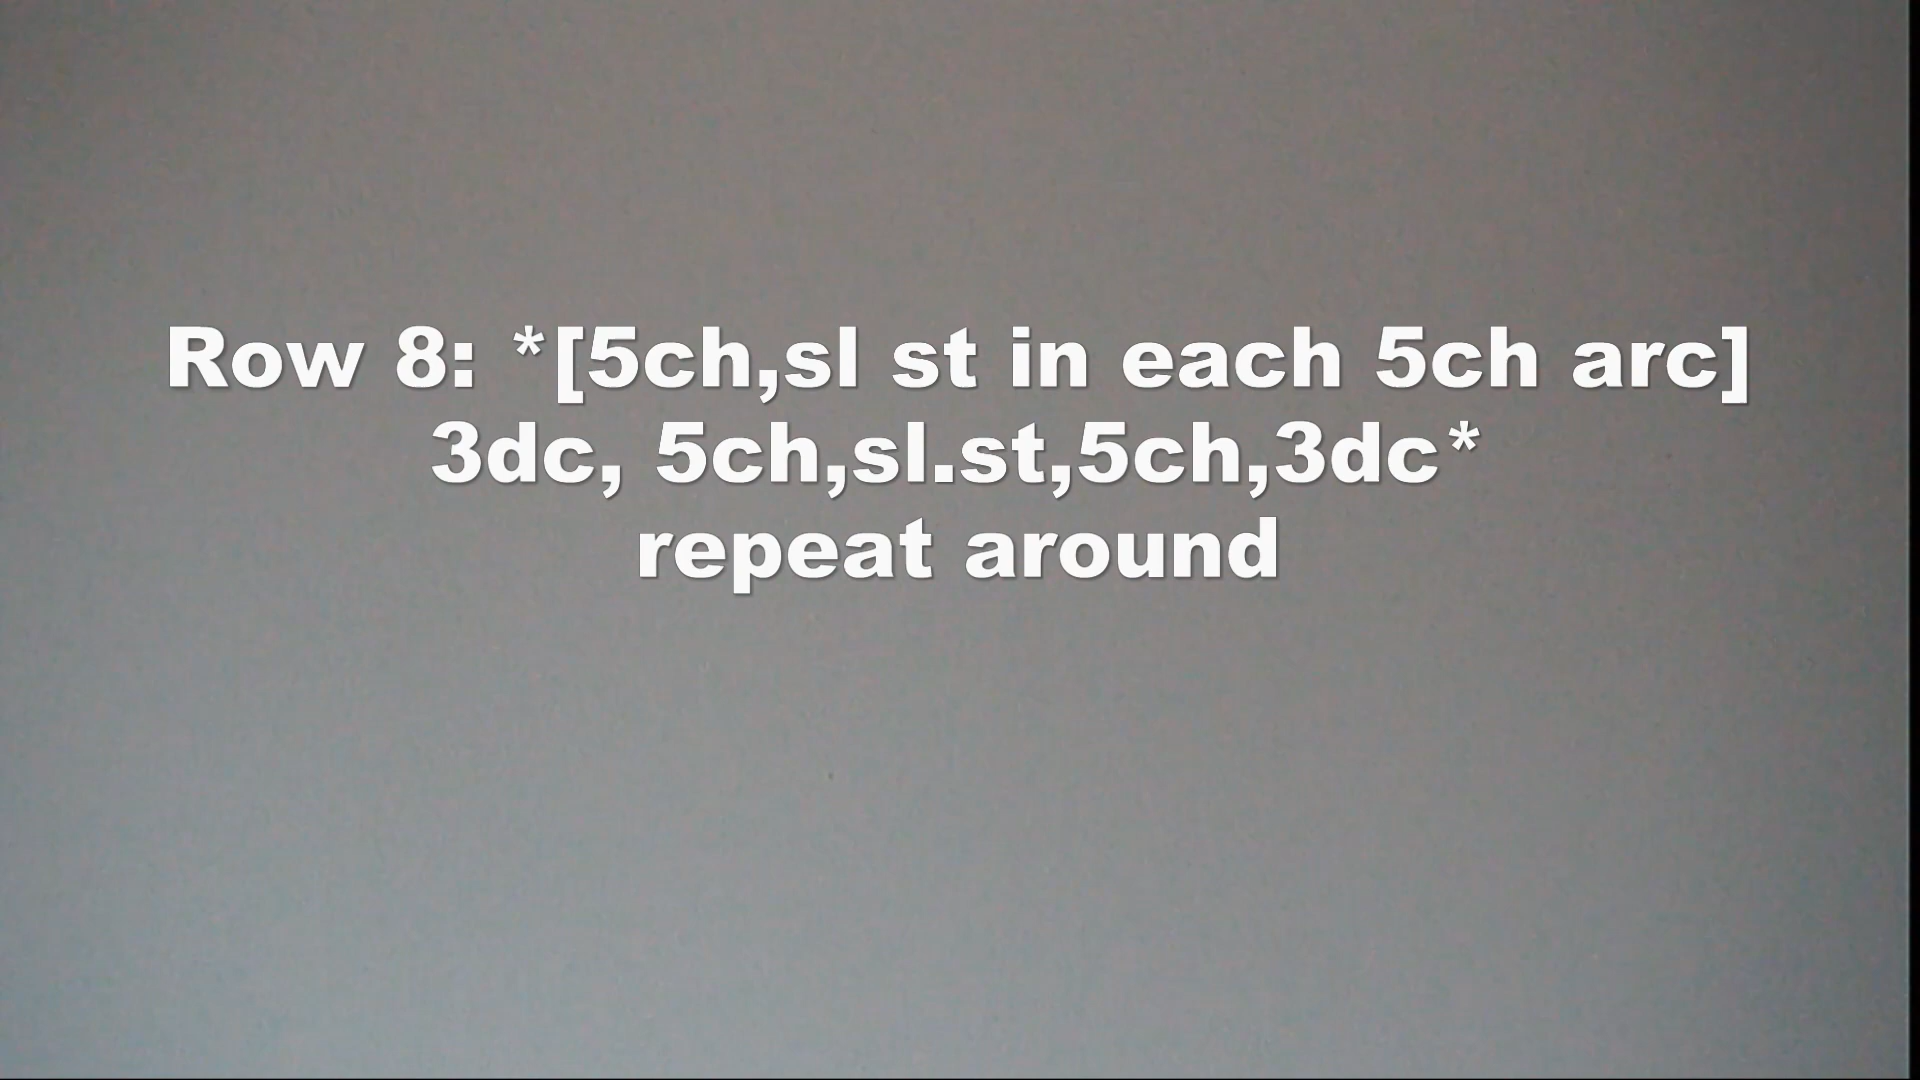 Row 8: *[5ch,sl st in each 5ch arc]
3dc, 5ch,sl.st,5ch,3dc*
repeat around